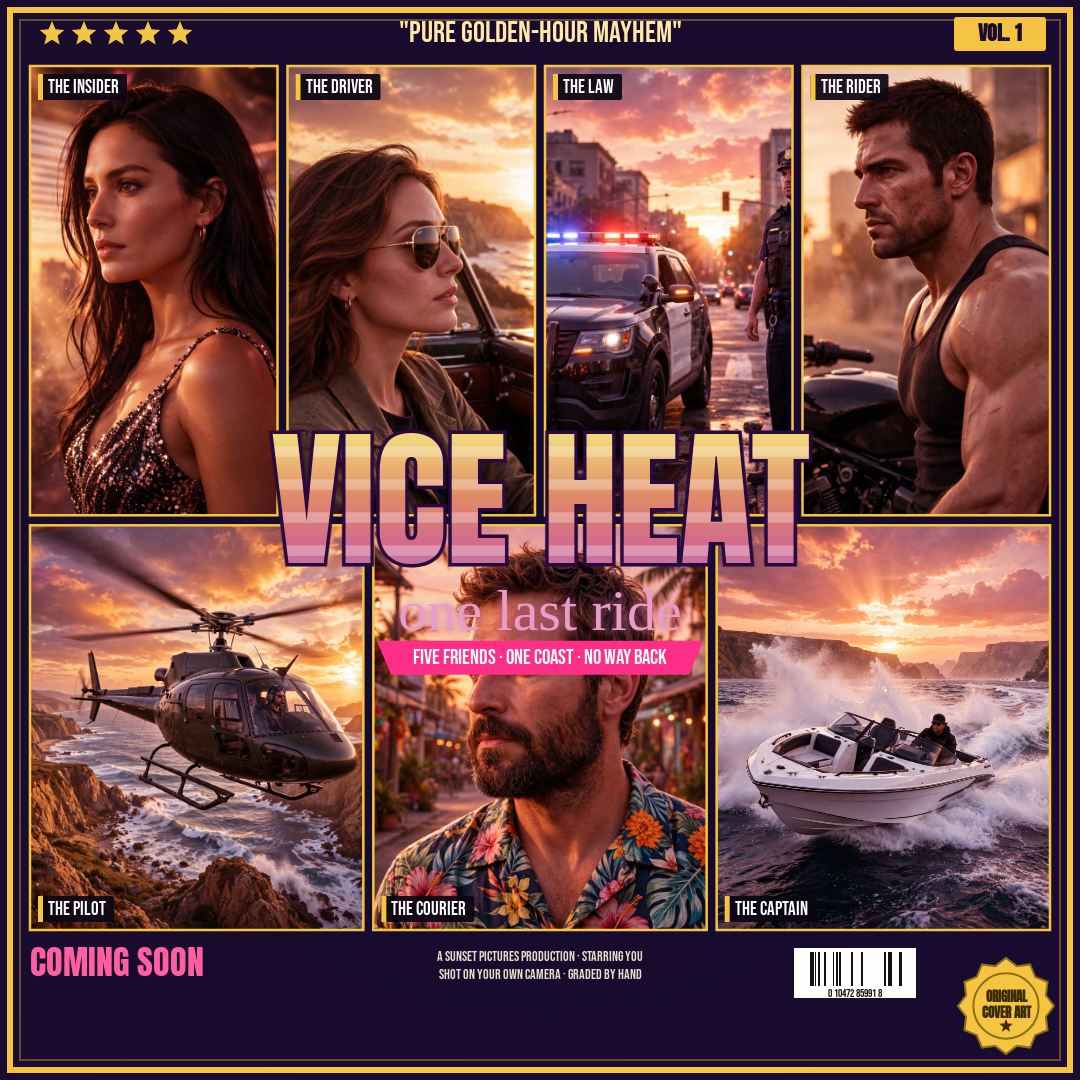 "PURE GOLDEN-HOUR MAYHEM"
VOL. 1
THE INSIDER
THE DRIVER
THE LAW
THE RIDER
VICE HEAT
one last ride
FIVE FRIENDS · ONE COAST · NO WAY BACK
THE PILOT
THE COURIER
THE CAPTAIN
COMING SOON
A SUNSET PICTURES PRODUCTION · STARRING YOU
SHOT ON YOUR OWN CAMERA · GRADED BY HAND
0 10472 85991 8
ORIGINAL
COVER ART